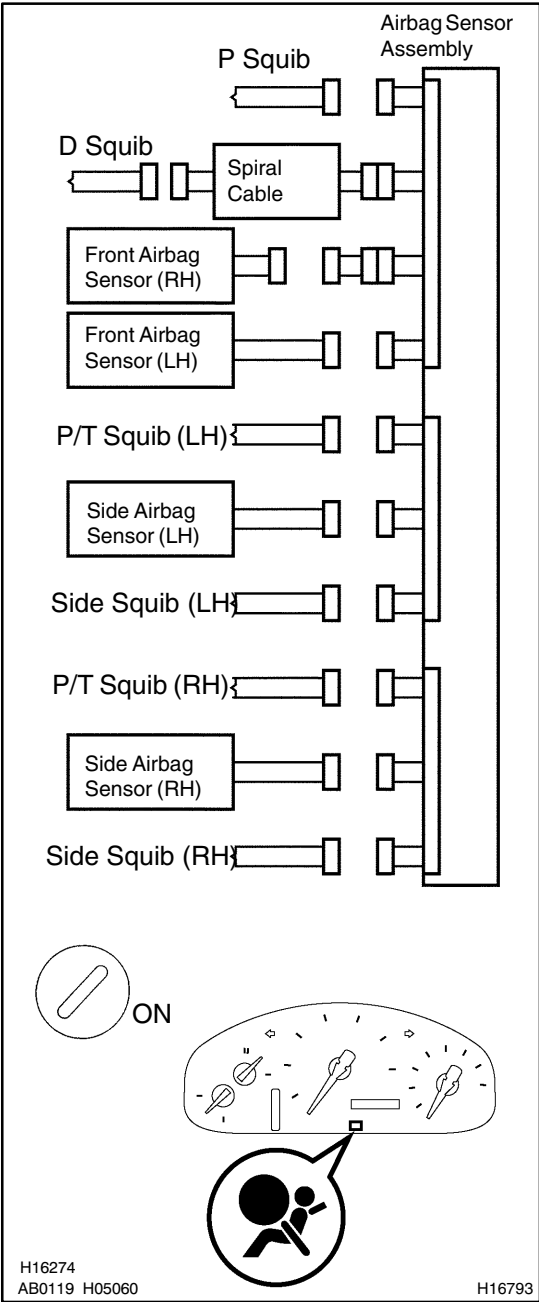 Airbag Sensor
Assembly
P Squib
D Squib
Spiral
Cable
Front Airbag
Sensor (RH)
Front Airbag
Sensor (LH)
P/T Squib (LH)
Side Airbag
Sensor (LH)
Side Squib (LH)
P/T Squib (RH)
Side Airbag
Sensor (RH)
Side Squib (RH)
ON
H16274
AB0119 H05060
H16793